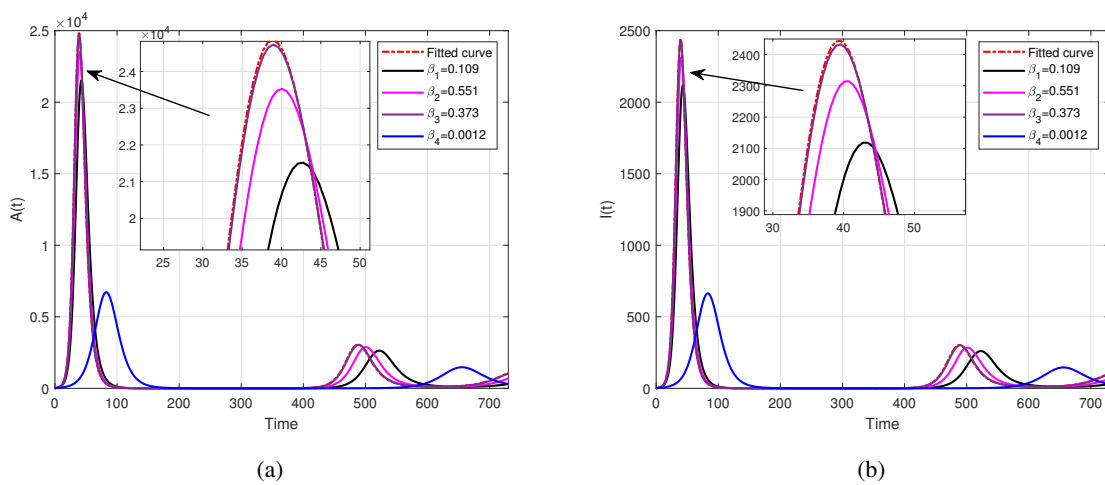 ×10⁴
2.5
2
1.5
1
0.5
0
A(t)
0 100 200 300 400 500 600 700
Time
×10⁴
2.4
2.3
2.2
2.1
2
25 30 35 40 45 50
Fitted curve
β₁=0.109
β₂=0.551
β₃=0.373
β₄=0.0012
(a)
2500
2000
1500
1000
500
0
I(t)
0 100 200 300 400 500 600 700
Time
2400
2300
2200
2100
2000
1900
30 40 50
Fitted curve
β₁=0.109
β₂=0.551
β₃=0.373
β₄=0.0012
(b)